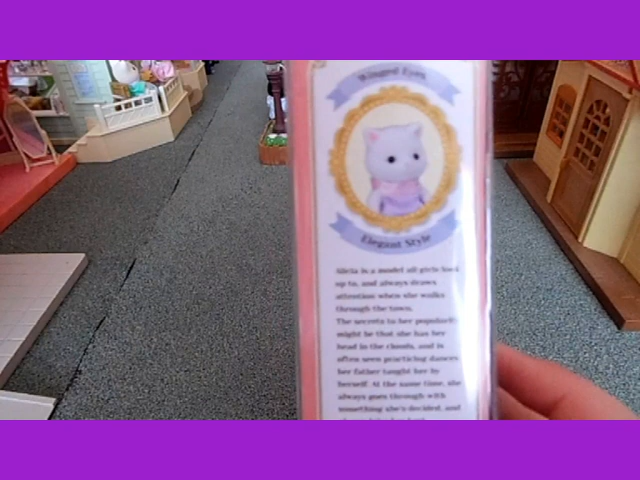 Winged Eyes
Elegant Style
Alicia is a model all girls look
up to, and always draws
attention when she walks
through the town.
The secrets to her popularity
might be that she has her
head in the clouds, and is
often seen practicing dances
her father taught her by
herself. At the same time, she
always goes through with
something she's decided, and